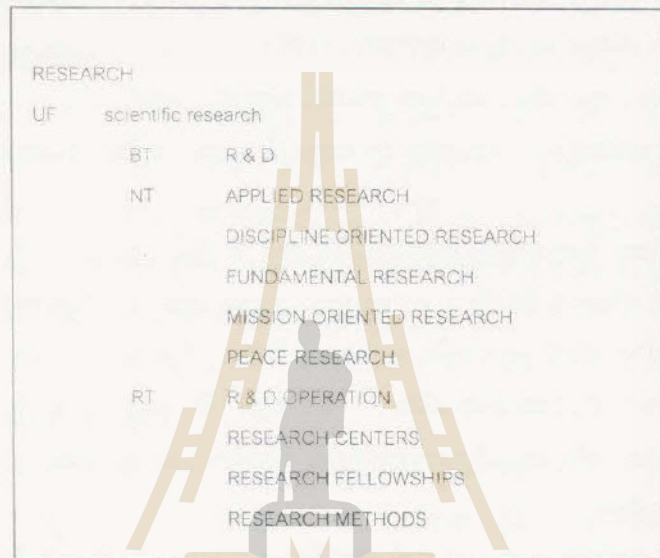 RESEARCH
UF scientific research
BT R & D
NT APPLIED RESEARCH
DISCIPLINE ORIENTED RESEARCH
FUNDAMENTAL RESEARCH
MISSION ORIENTED RESEARCH
PEACE RESEARCH
RT R & D OPERATION
RESEARCH CENTERS
RESEARCH FELLOWSHIPS
RESEARCH METHODS